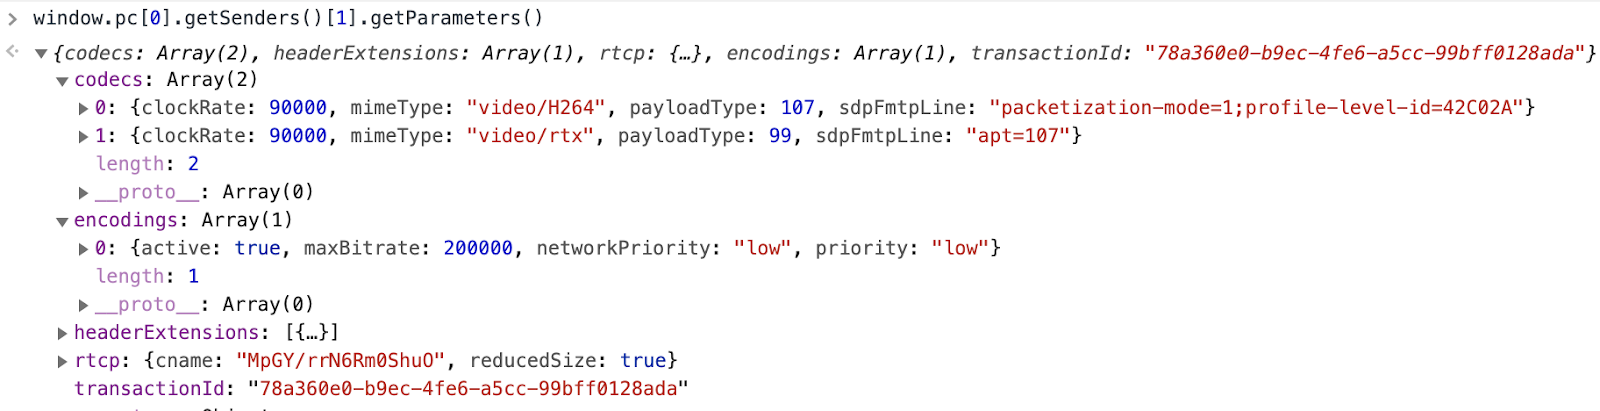 window.pc[0].getSenders()[1].getParameters()
{codecs: Array(2), headerExtensions: Array(1), rtcp: {…}, encodings: Array(1), transactionId: "78a360e0-b9ec-4fe6-a5cc-99bff0128ada"}
codecs: Array(2)
0: {clockRate: 90000, mimeType: "video/H264", payloadType: 107, sdpFmtpLine: "packetization-mode=1;profile-level-id=42C02A"}
1: {clockRate: 90000, mimeType: "video/rtx", payloadType: 99, sdpFmtpLine: "apt=107"}
length: 2
__proto__: Array(0)
encodings: Array(1)
0: {active: true, maxBitrate: 200000, networkPriority: "low", priority: "low"}
length: 1
__proto__: Array(0)
headerExtensions: [{…}]
rtcp: {cname: "MpGY/rrN6Rm0ShuO", reducedSize: true}
transactionId: "78a360e0-b9ec-4fe6-a5cc-99bff0128ada"